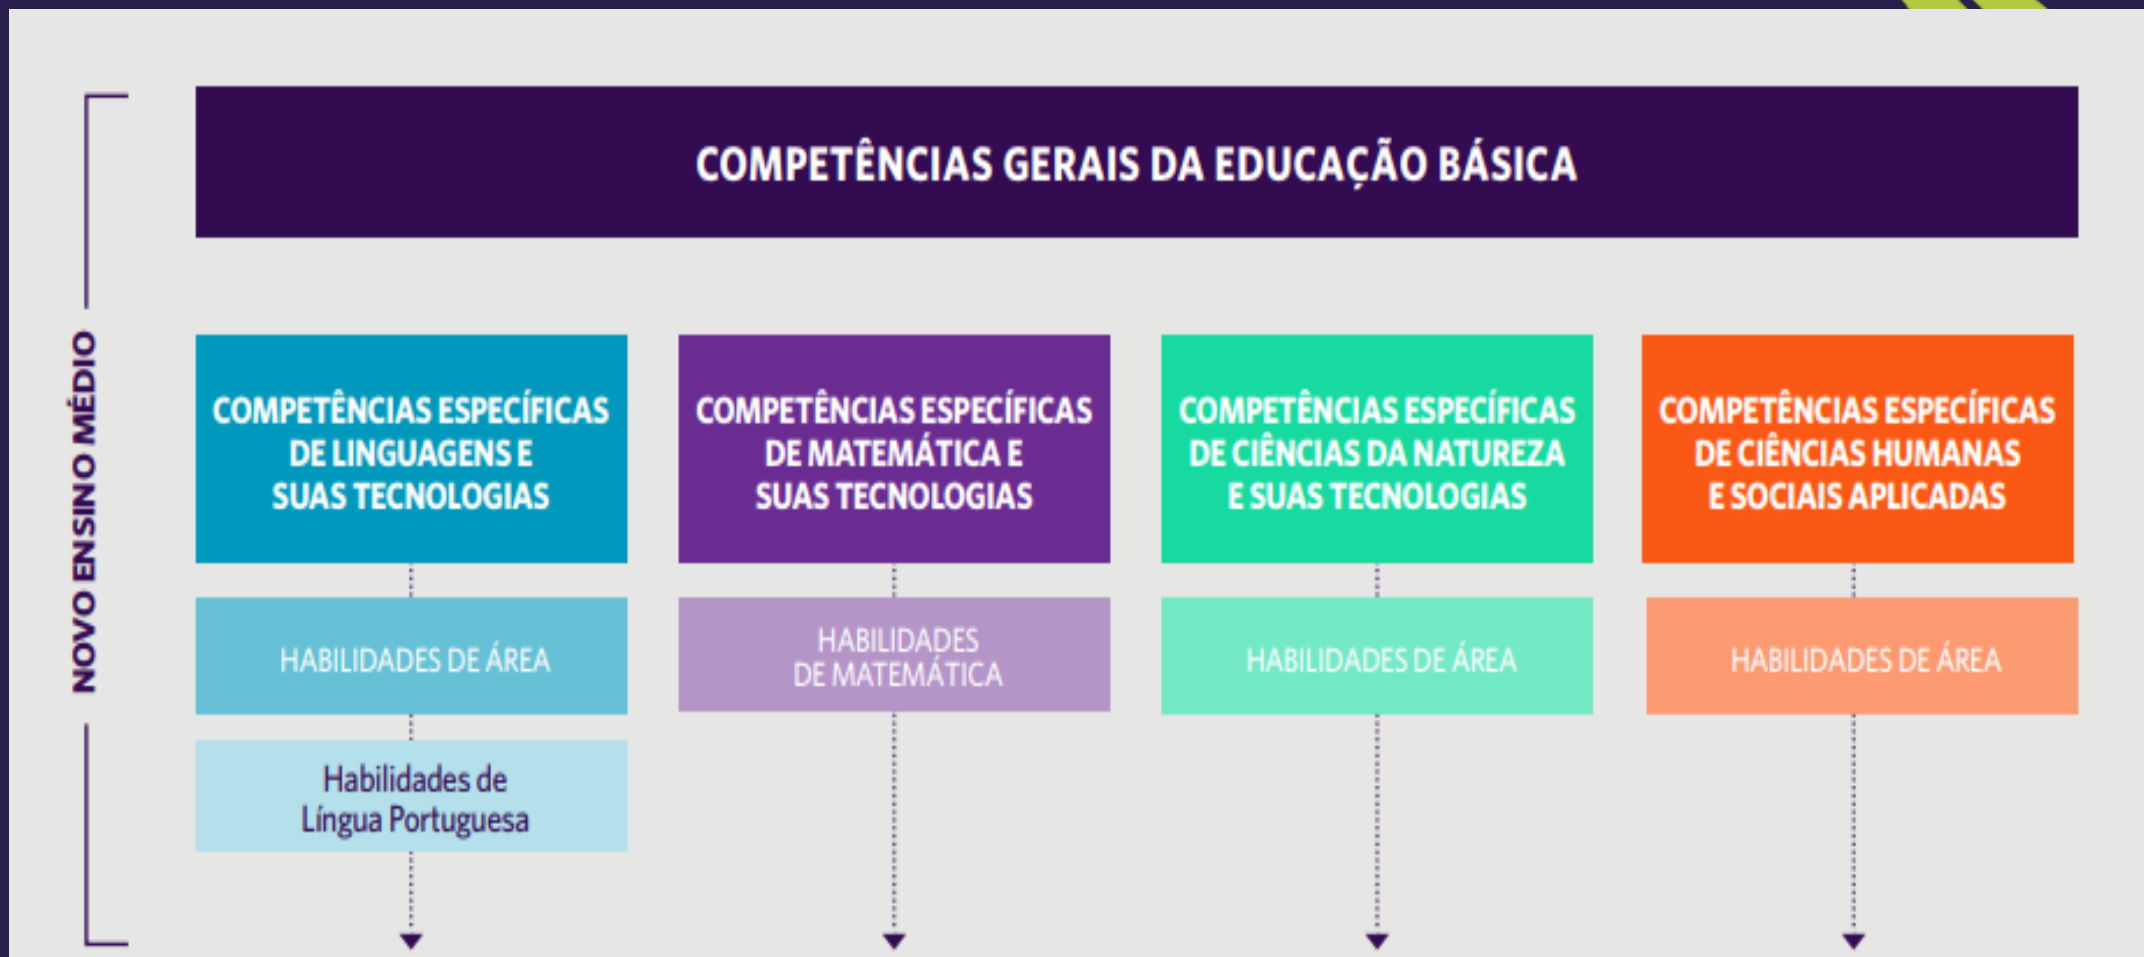 COMPETÊNCIAS GERAIS DA EDUCAÇÃO BÁSICA
NOVO ENSINO MÉDIO
COMPETÊNCIAS ESPECÍFICAS
DE LINGUAGENS E
SUAS TECNOLOGIAS
HABILIDADES DE ÁREA
Habilidades de
Língua Portuguesa
COMPETÊNCIAS ESPECÍFICAS
DE MATEMÁTICA E
SUAS TECNOLOGIAS
HABILIDADES
DE MATEMÁTICA
COMPETÊNCIAS ESPECÍFICAS
DE CIÊNCIAS DA NATUREZA
E SUAS TECNOLOGIAS
HABILIDADES DE ÁREA
COMPETÊNCIAS ESPECÍFICAS
DE CIÊNCIAS HUMANAS
E SOCIAIS APLICADAS
HABILIDADES DE ÁREA